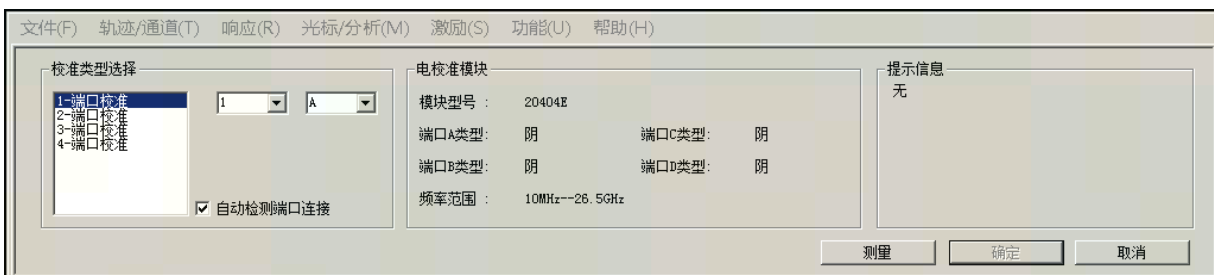 文件(F) 轨迹/通道(T) 响应(R) 光标/分析(M) 激励(S) 功能(U) 帮助(H)
校准类型选择
1-端口校准
2-端口校准
3-端口校准
4-端口校准
1
A
自动检测端口连接
电校准模块
模块型号 : 20404E
端口A类型: 阴 端口C类型: 阴
端口B类型: 阴 端口D类型: 阴
频率范围 : 10MHz--26.5GHz
提示信息
无
测量 确定 取消